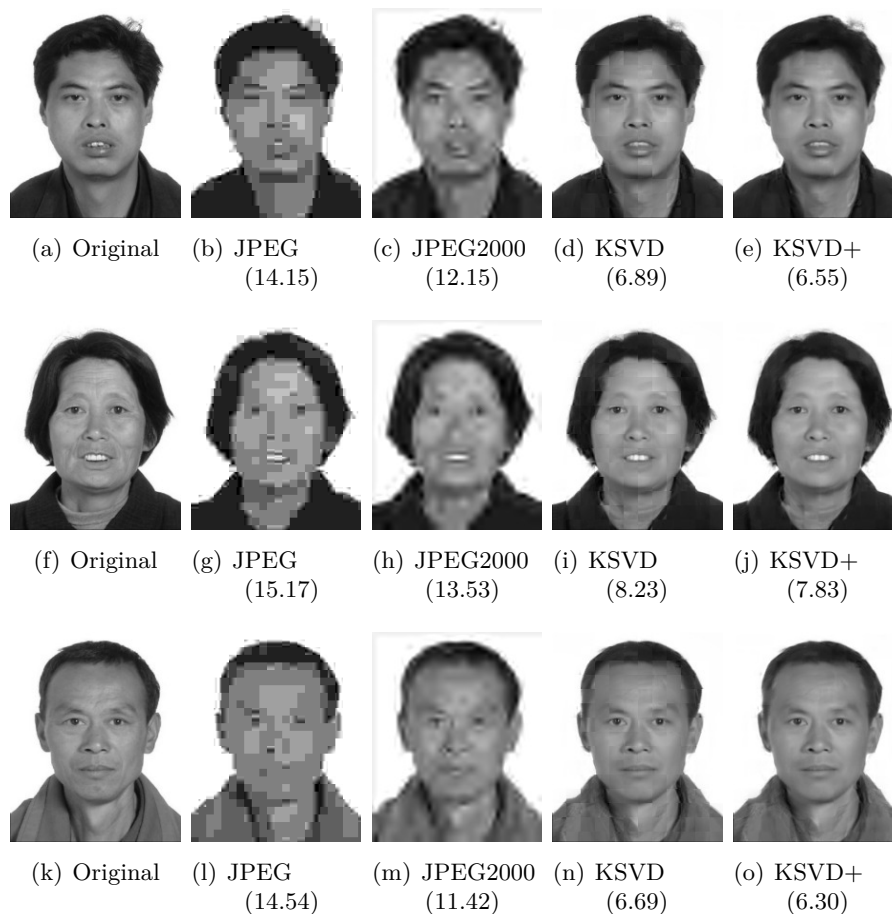 (a) Original (b) JPEG (c) JPEG2000 (d) KSVD (e) KSVD+
(14.15) (12.15) (6.89) (6.55)
(f) Original (g) JPEG (h) JPEG2000 (i) KSVD (j) KSVD+
(15.17) (13.53) (8.23) (7.83)
(k) Original (l) JPEG (m) JPEG2000 (n) KSVD (o) KSVD+
(14.54) (11.42) (6.69) (6.30)